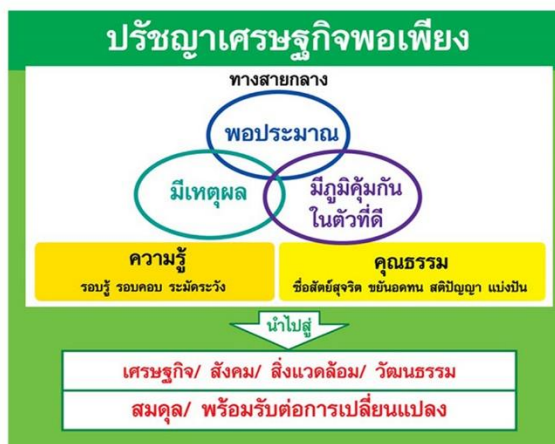 ปรัชญาเศรษฐกิจพอเพียง
ทางสายกลาง
พอประมาณ
มีเหตุผล
มีภูมิคุ้มกัน
ในตัวที่ดี
ความรู้
รอบรู้ รอบคอบ ระมัดระวัง
คุณธรรม
ซื่อสัตย์สุจริต ขยันอดทน สติปัญญา แบ่งปัน
นำไปสู่
เศรษฐกิจ/ สังคม/ สิ่งแวดล้อม/ วัฒนธรรม
สมดุล/ พร้อมรับต่อการเปลี่ยนแปลง